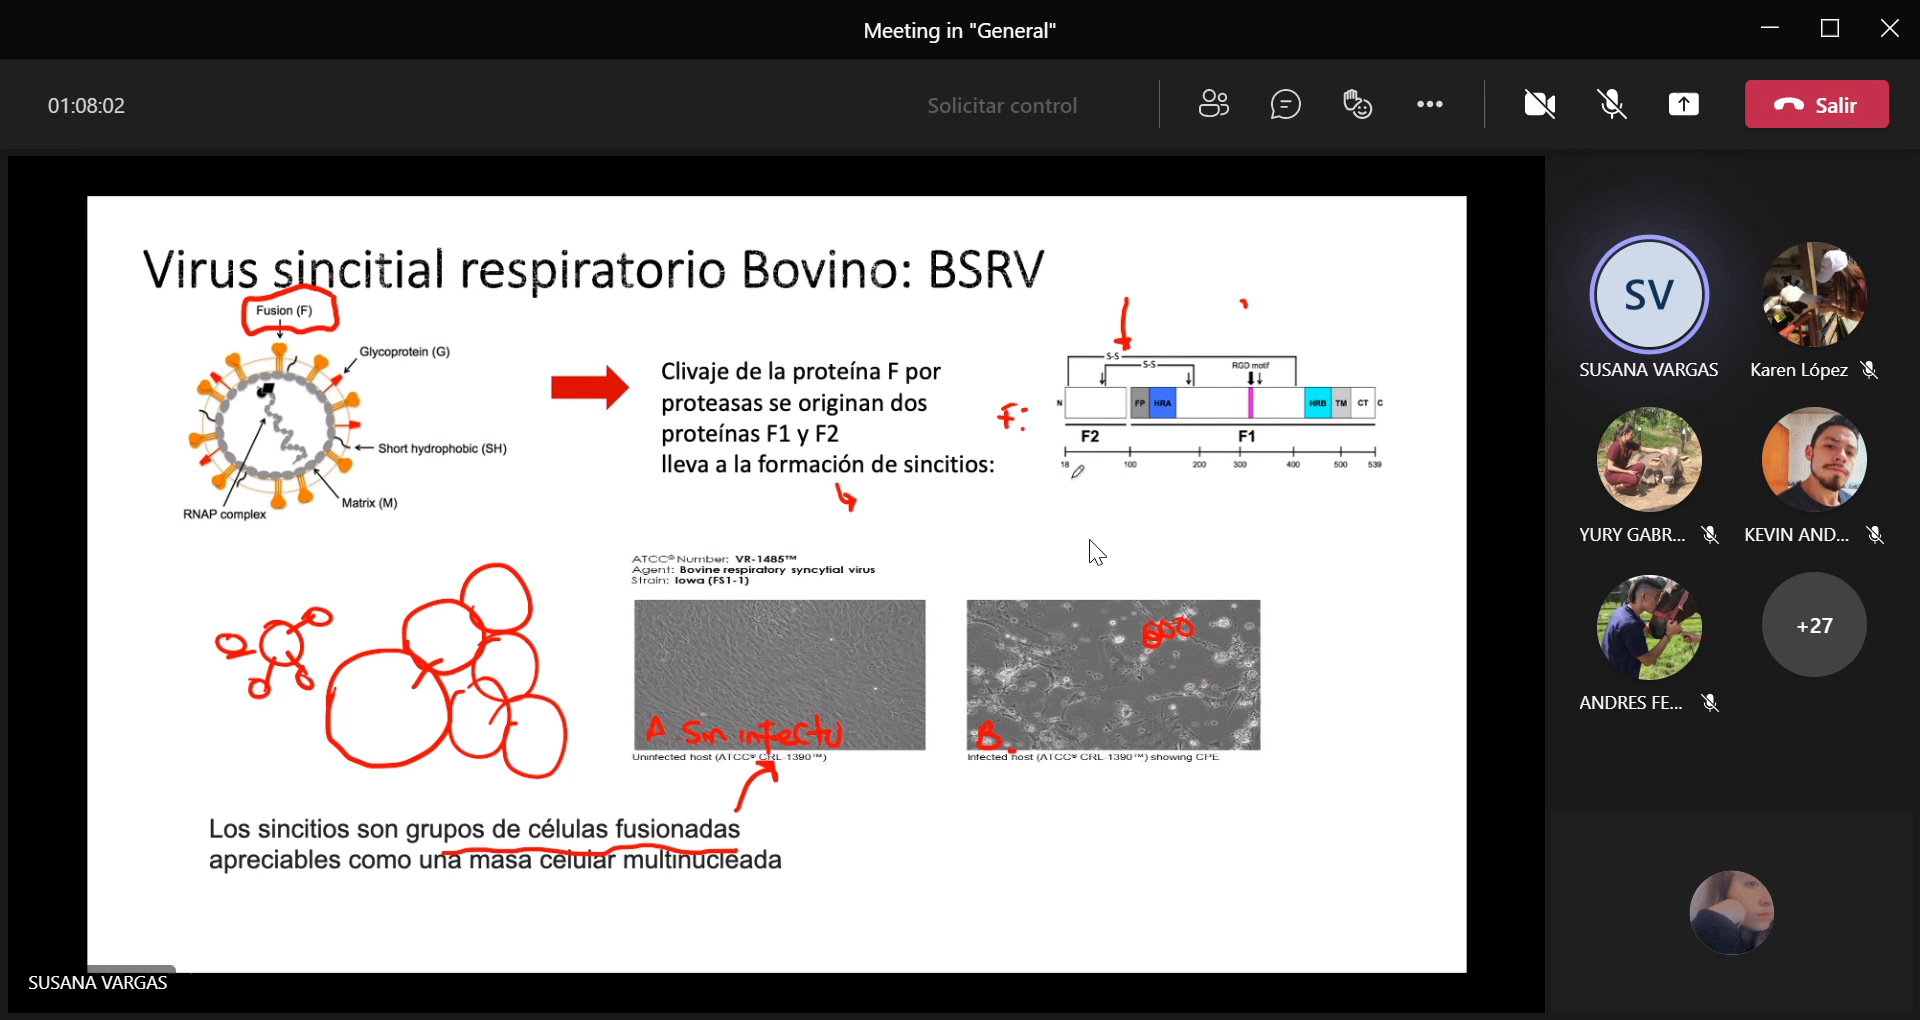 Meeting in "General"
01:08:02
Solicitar control
Salir
Virus sincitial respiratorio Bovino: BSRV
Fusion (F)
Glycoprotein (G)
Short hydrophobic (SH)
Matrix (M)
RNAP complex
Clivaje de la proteína F por
proteasas se originan dos
proteínas F1 y F2
lleva a la formación de sincitios:
F:
S-S
S-S
RGD motif
N
FP
HRA
HRB
TM
CT
C
F2
F1
18
100
200
300
400
500
539
ATCC® Number: VR-1485™
Agent: Bovine respiratory syncytial virus
Strain: Iowa (FS1-1)
A. Sin infectu
B.
Uninfected host (ATCC® CRL-1390™)
Infected host (ATCC® CRL-1390™) showing CPE
Los sincitios son grupos de células fusionadas
apreciables como una masa celular multinucleada
SUSANA VARGAS
SV
SUSANA VARGAS
Karen López
YURY GABR...
KEVIN AND...
ANDRES FE...
+27